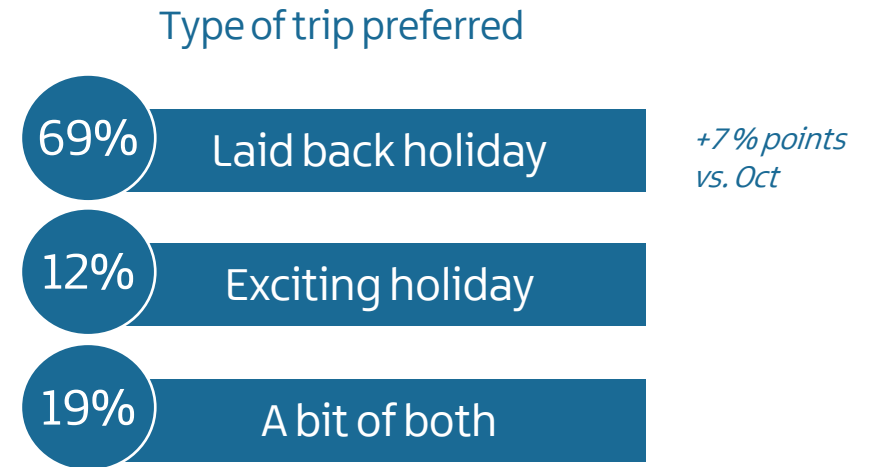 Type of trip preferred
69%
Laid back holiday
+7 % points
vs. Oct
12%
Exciting holiday
19%
A bit of both